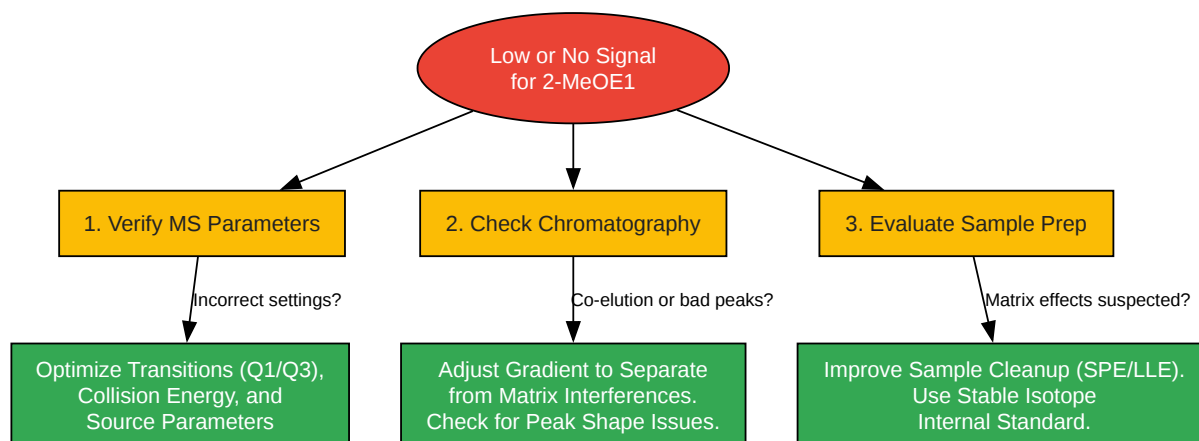 Low or No Signal
for 2-MeOE1
1. Verify MS Parameters
2. Check Chromatography
3. Evaluate Sample Prep
Incorrect settings?
Co-elution or bad peaks?
Matrix effects suspected?
Optimize Transitions (Q1/Q3),
Collision Energy, and
Source Parameters
Adjust Gradient to Separate
from Matrix Interferences.
Check for Peak Shape Issues.
Improve Sample Cleanup (SPE/LLE).
Use Stable Isotope
Internal Standard.